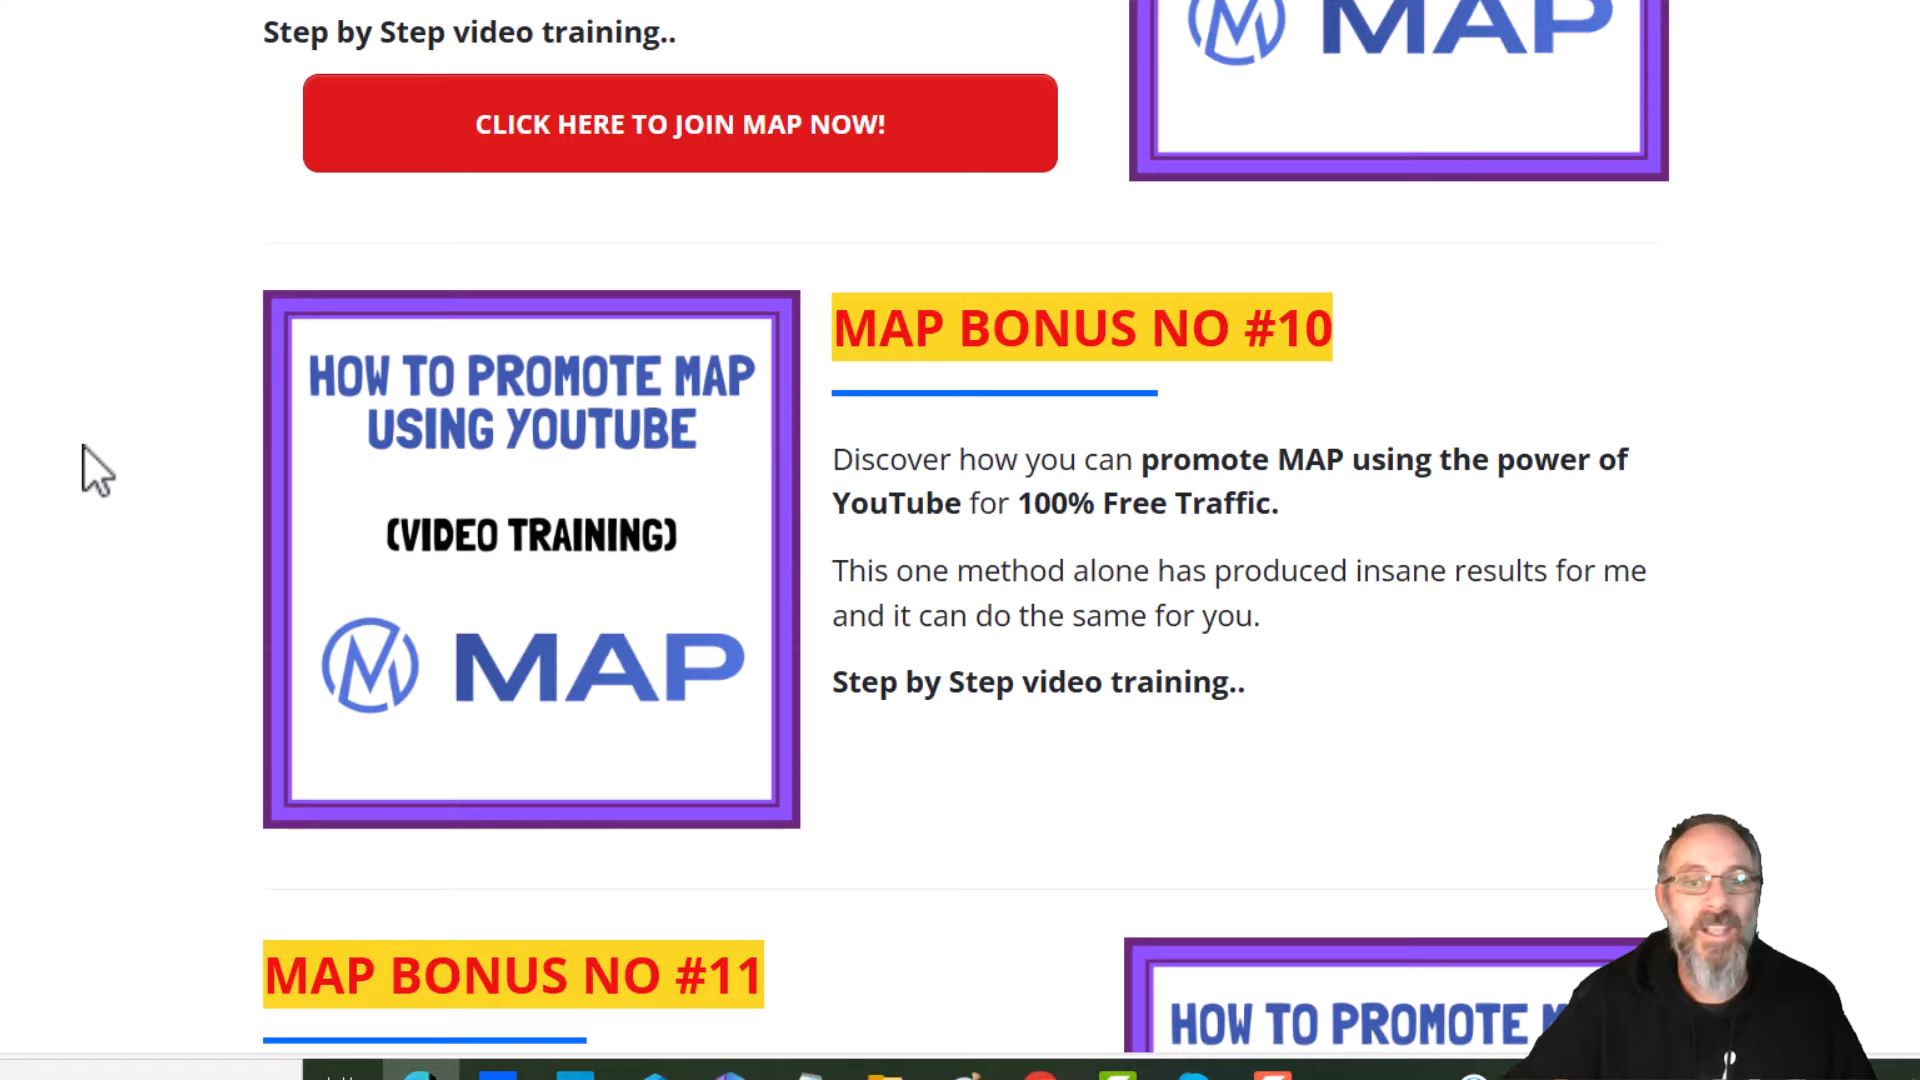 Step by Step video training..
MAP
CLICK HERE TO JOIN MAP NOW!
HOW TO PROMOTE MAP
USING YOUTUBE
(VIDEO TRAINING)
MAP
MAP BONUS NO #10
Discover how you can promote MAP using the power of
YouTube for 100% Free Traffic.
This one method alone has produced insane results for me
and it can do the same for you.
Step by Step video training..
MAP BONUS NO #11
HOW TO PROMOTE